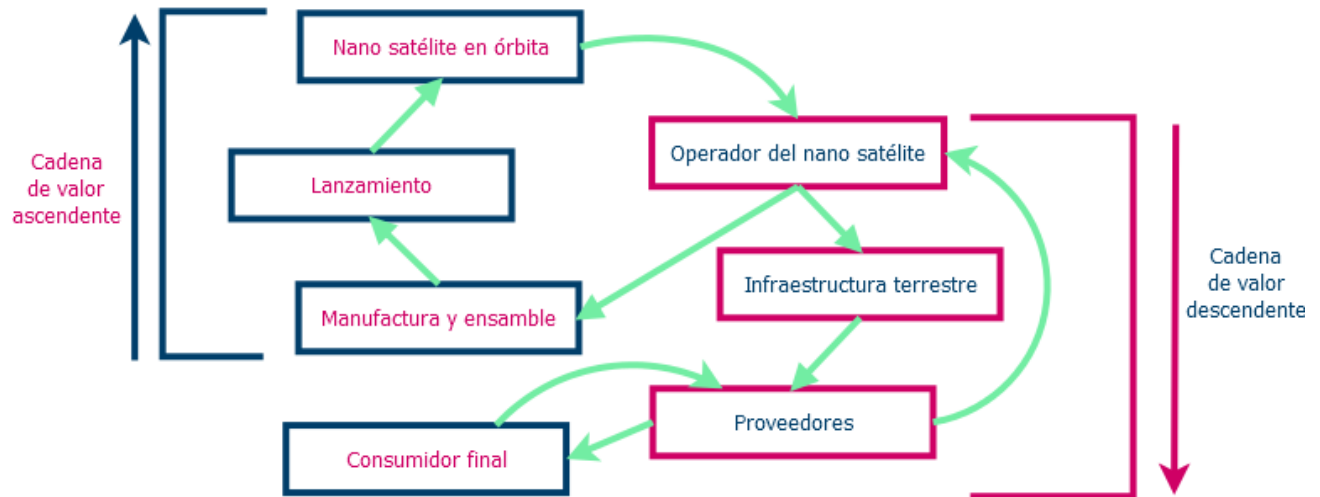 Nano satélite en órbita
Cadena
de valor
ascendente
Lanzamiento
Manufactura y ensamble
Consumidor final
Operador del nano satélite
Infraestructura terrestre
Proveedores
Cadena
de valor
descendente